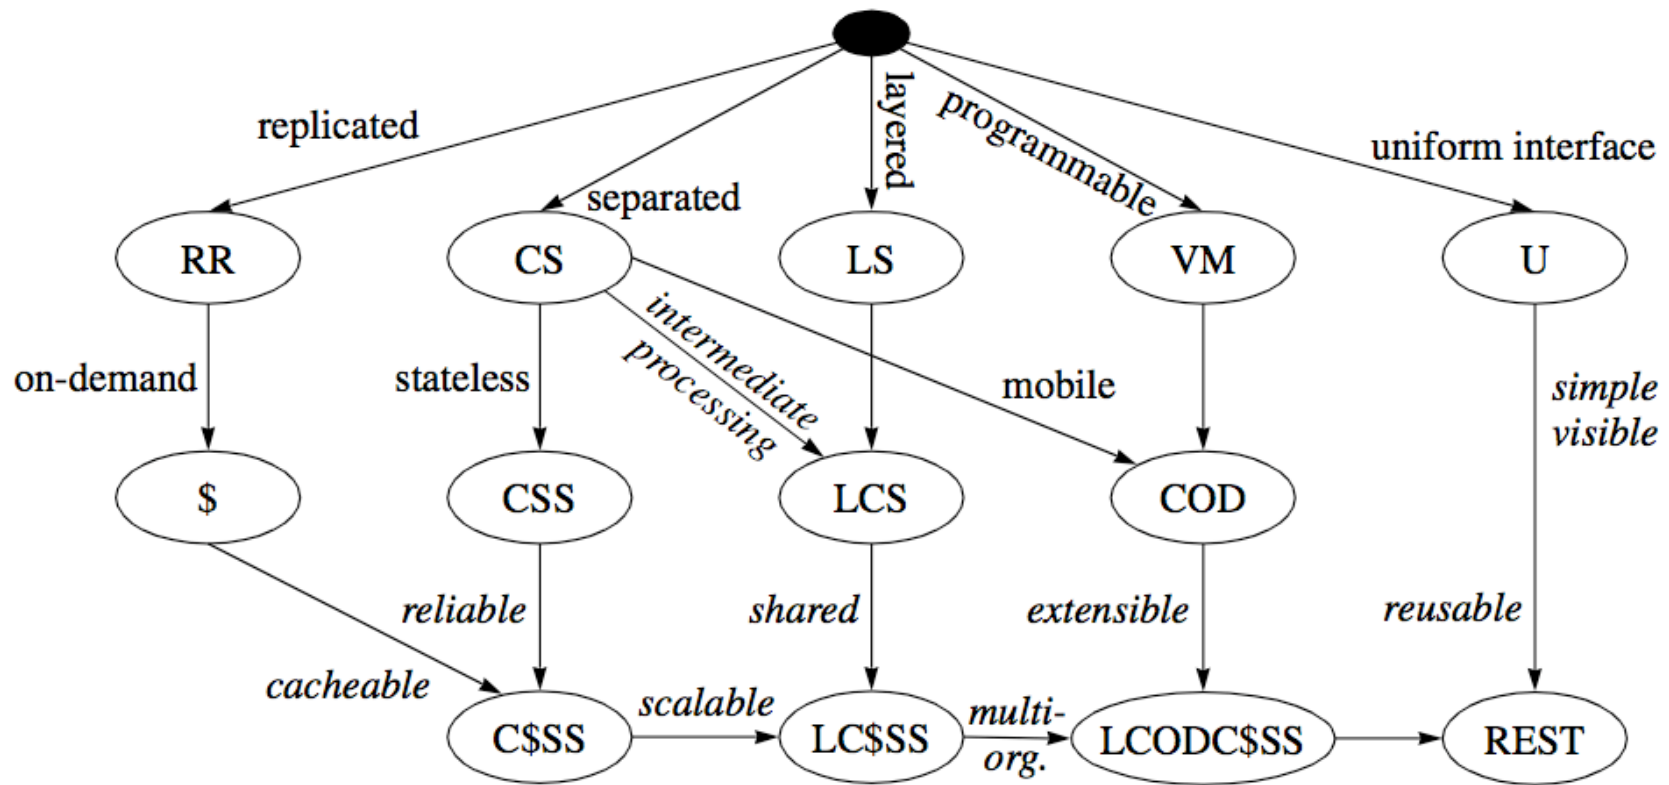 replicated
separated
layered
programmable
uniform interface
RR
CS
LS
VM
U
on-demand
stateless
intermediate
processing
mobile
simple
visible
$
CSS
LCS
COD
cacheable
reliable
shared
extensible
reusable
scalable
multi-
org.
C$SS
LC$SS
LCODC$SS
REST